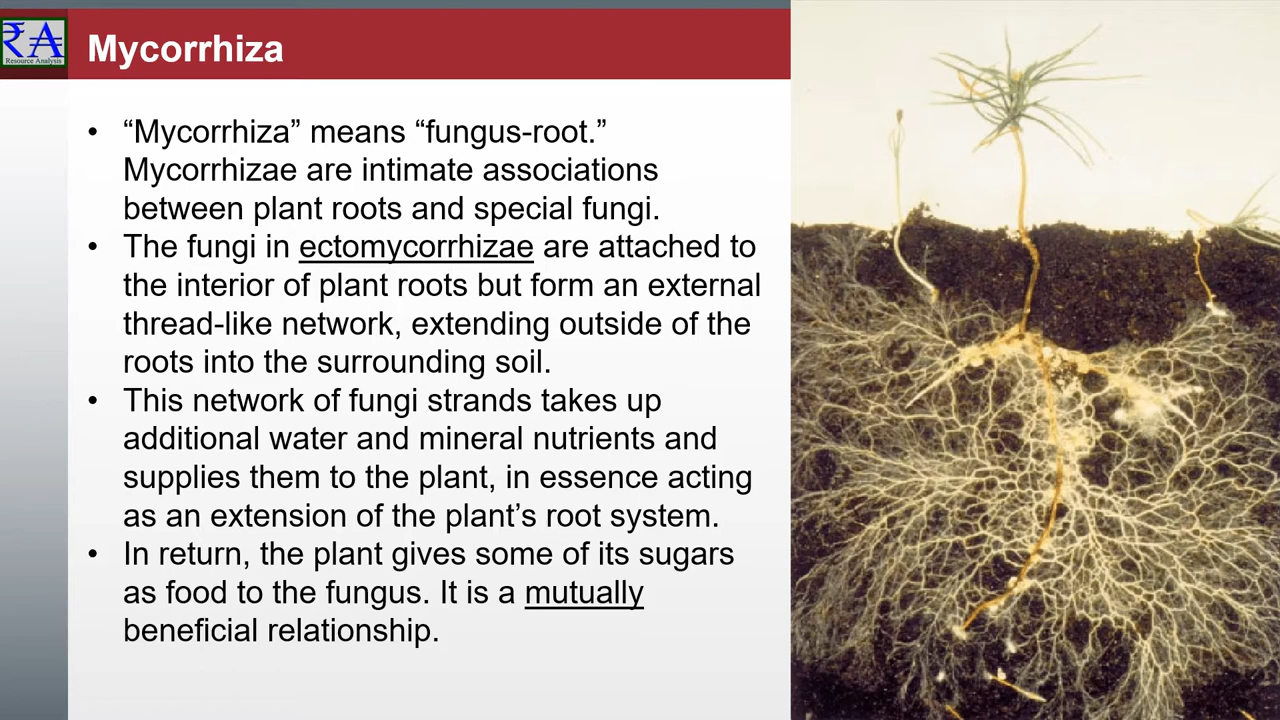 ₹A
Resource Analysis
Mycorrhiza
• “Mycorrhiza” means “fungus-root.”
Mycorrhizae are intimate associations
between plant roots and special fungi.
• The fungi in ectomycorrhizae are attached to
the interior of plant roots but form an external
thread-like network, extending outside of the
roots into the surrounding soil.
• This network of fungi strands takes up
additional water and mineral nutrients and
supplies them to the plant, in essence acting
as an extension of the plant’s root system.
• In return, the plant gives some of its sugars
as food to the fungus. It is a mutually
beneficial relationship.